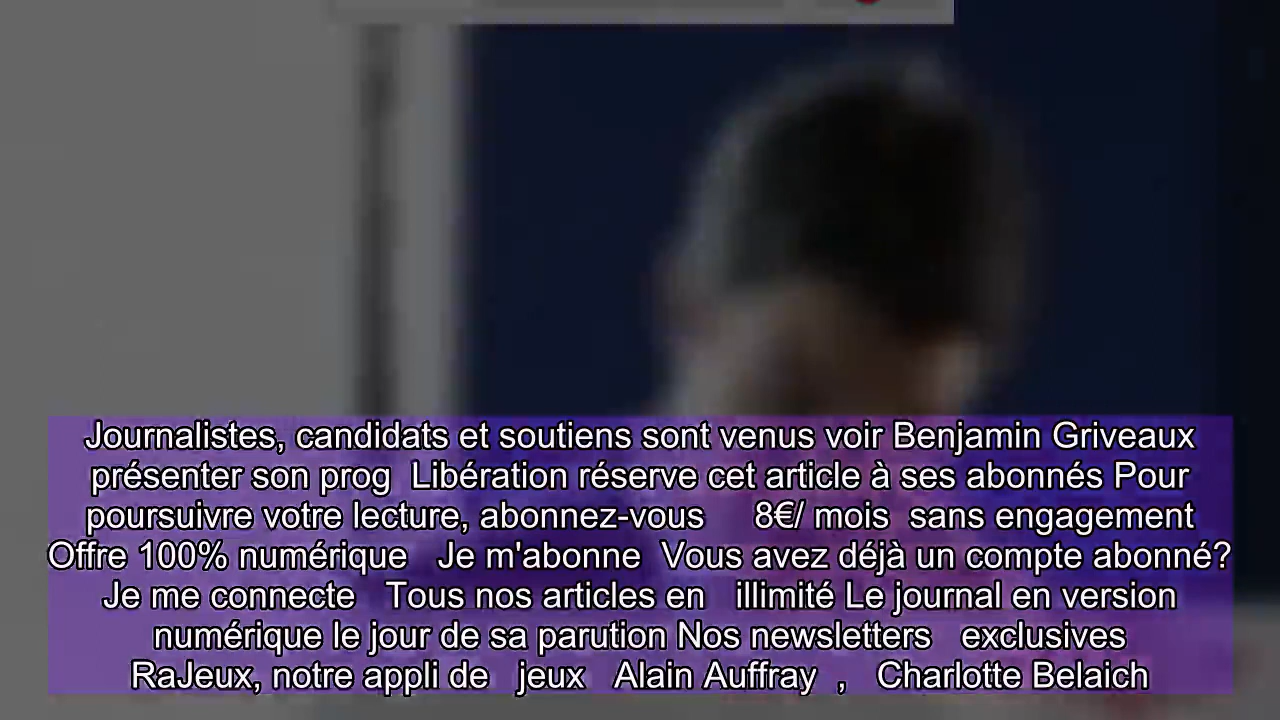 Journalistes, candidats et soutiens sont venus voir Benjamin Griveaux
présenter son prog Libération réserve cet article à ses abonnés Pour
poursuivre votre lecture, abonnez-vous 8€/ mois sans engagement
Offre 100% numérique Je m'abonne Vous avez déjà un compte abonné?
Je me connecte Tous nos articles en illimité Le journal en version
numérique le jour de sa parution Nos newsletters exclusives
RaJeux, notre appli de jeux Alain Auffray , Charlotte Belaich